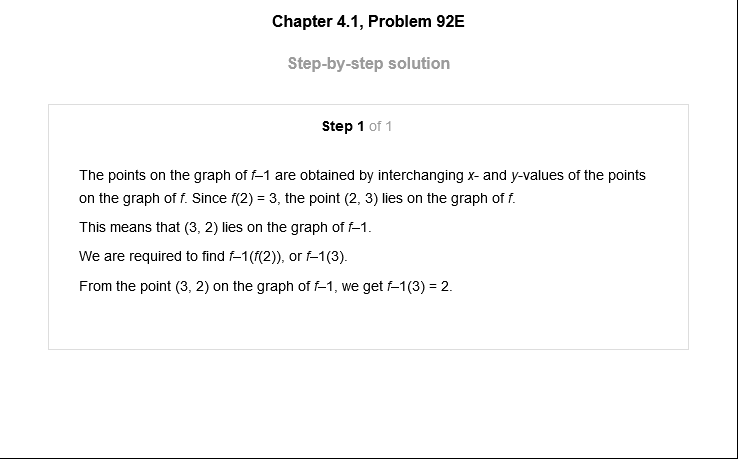 Chapter 4.1, Problem 92E
Step-by-step solution
Step 1 of 1
The points on the graph of f–1 are obtained by interchanging x- and y-values of the points
on the graph of f. Since f(2) = 3, the point (2, 3) lies on the graph of f.
This means that (3, 2) lies on the graph of f–1.
We are required to find f–1(f(2)), or f–1(3).
From the point (3, 2) on the graph of f–1, we get f–1(3) = 2.